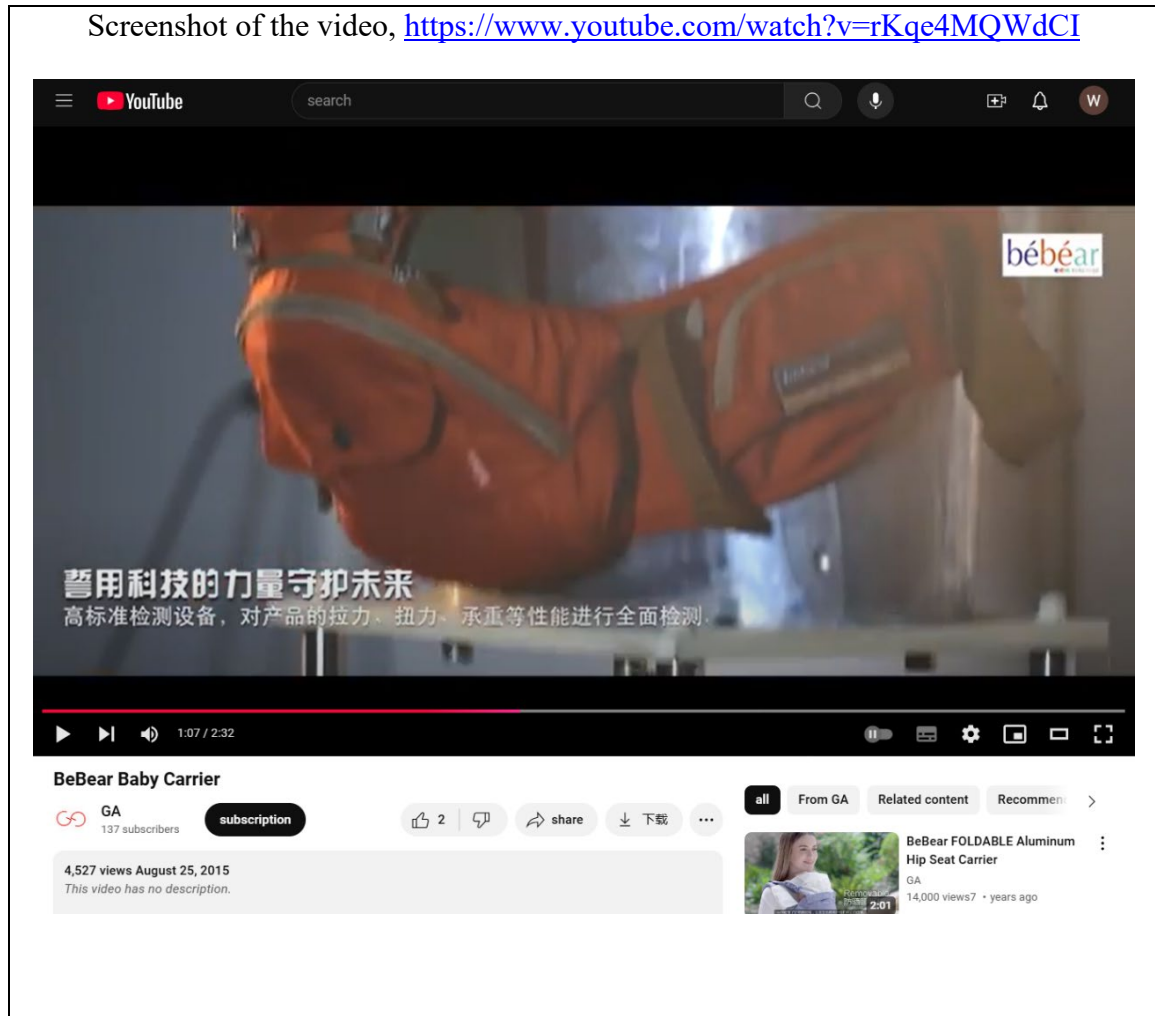 Screenshot of the video, https://www.youtube.com/watch?v=rKqe4MQWdCI
YouTube
search
W
bébéar
bebear
誓用科技的力量守护未来
高标准检测设备，对产品的拉力、扭力、承重等性能进行全面检测.
1:07 / 2:32
BeBear Baby Carrier
GA
137 subscribers
subscription
2
share
下载
4,527 views August 25, 2015
This video has no description.
all
From GA
Related content
Recommen
BeBear FOLDABLE Aluminum
Hip Seat Carrier
GA
14,000 views7 • years ago
2:01